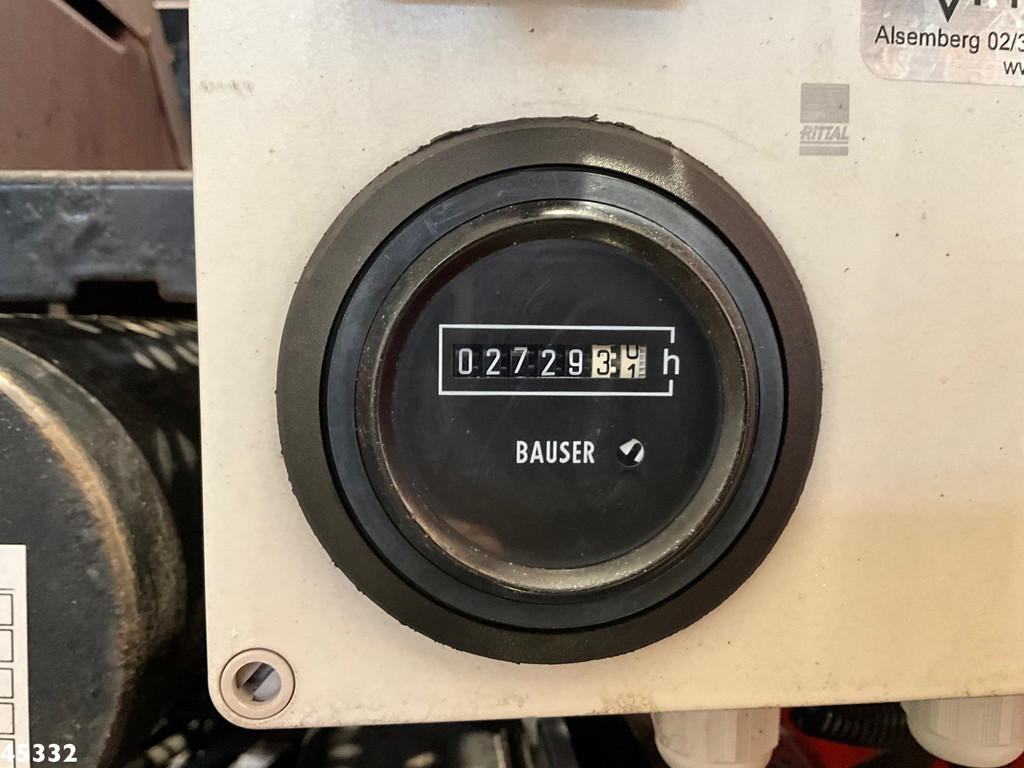 Alsemberg 02/3
RITTAL
027293 h
BAUSER
45332